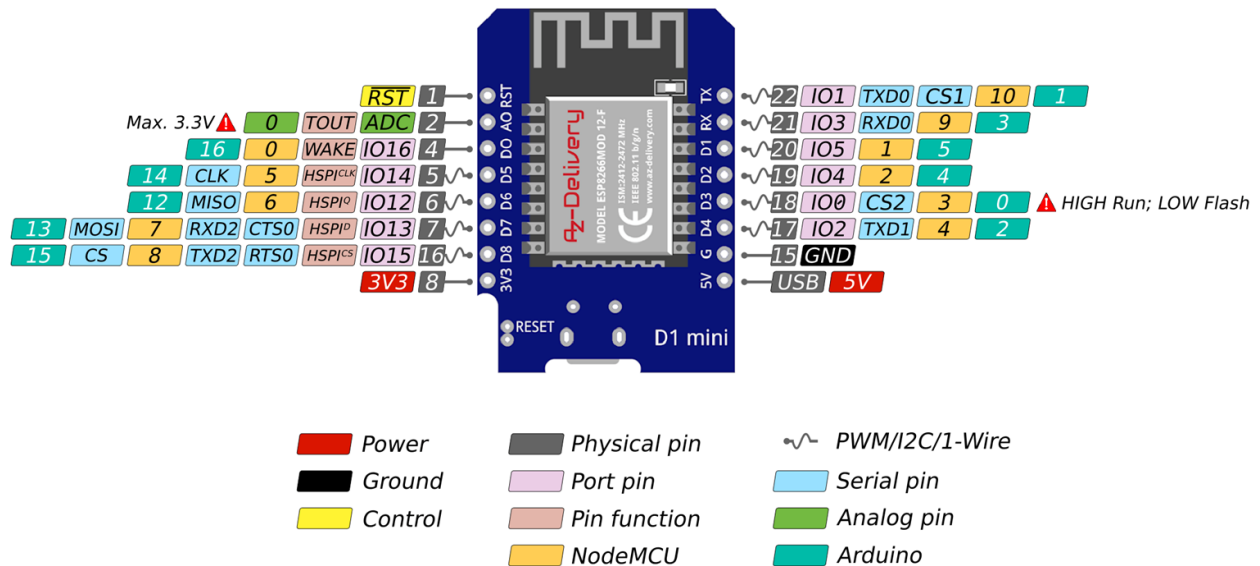 RST 1 RST TX 22 IO1 TXD0 CS1 10 1
Max. 3.3V 0 TOUT ADC 2 AO RX 21 IO3 RXD0 9 3
16 0 WAKE IO16 4 DO D1 20 IO5 1 5
14 CLK 5 HSPICLK IO14 5 D5 D2 19 IO4 2 4
12 MISO 6 HSPIQ IO12 6 D6 D3 18 IO0 CS2 3 0 HIGH Run; LOW Flash
13 MOSI 7 RXD2 CTS0 HSPID IO13 7 D7 D4 17 IO2 TXD1 4 2
15 CS 8 TXD2 RTS0 HSPICS IO15 16 D8 G 15 GND
3V3 8 3V3 5V USB 5V
Az-Delivery
MODEL ESP8266MOD 12-F
ISM:2412-2472 MHz
IEEE 802.11 b/g/n
www.az-delivery.com
CE
RESET
D1 mini
Power Physical pin PWM/I2C/1-Wire
Ground Port pin Serial pin
Control Pin function Analog pin
NodeMCU Arduino